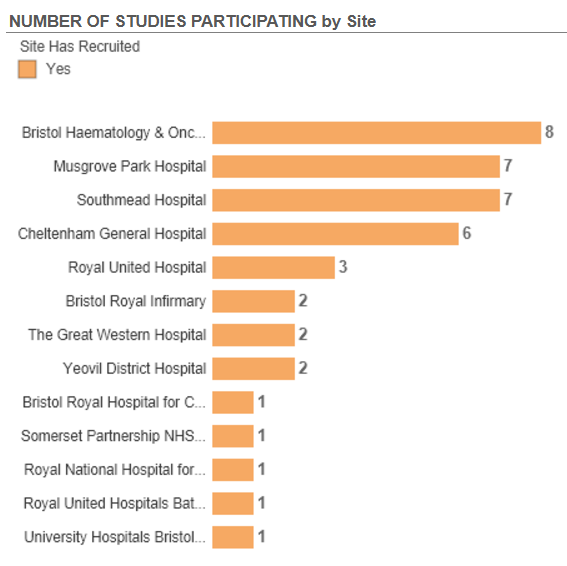 NUMBER OF STUDIES PARTICIPATING by Site
Site Has Recruited
Yes
Bristol Haematology & Onc... 8
Musgrove Park Hospital 7
Southmead Hospital 7
Cheltenham General Hospital 6
Royal United Hospital 3
Bristol Royal Infirmary 2
The Great Western Hospital 2
Yeovil District Hospital 2
Bristol Royal Hospital for C... 1
Somerset Partnership NHS... 1
Royal National Hospital for... 1
Royal United Hospitals Bat... 1
University Hospitals Bristol... 1